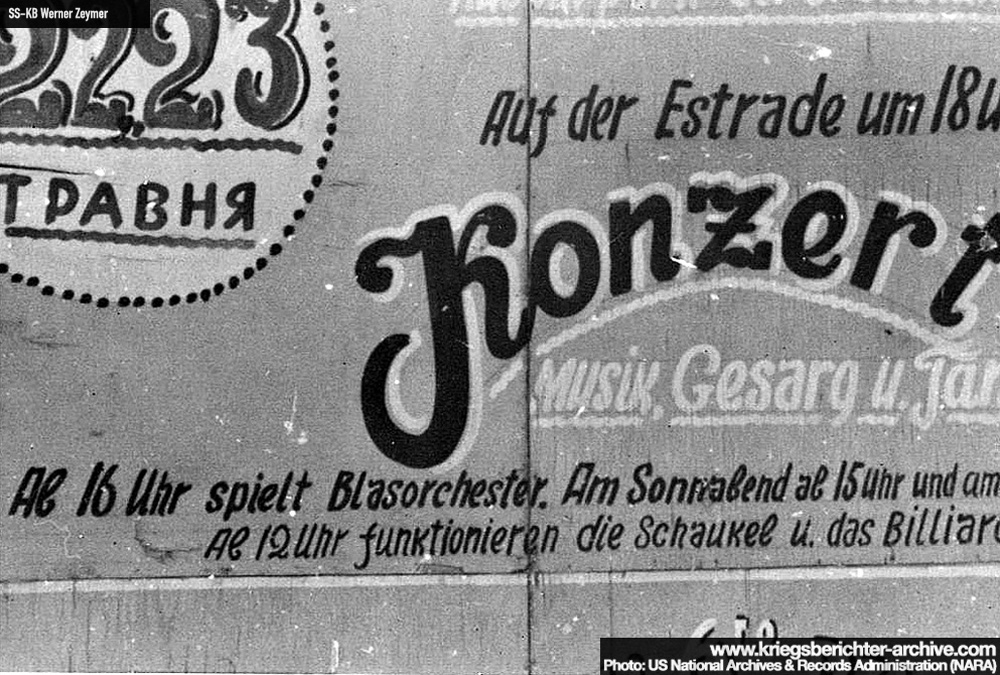 SS-KB Werner Zeymer
22,23
ТРАВНЯ
Auf der Estrade um 18 U
Konzert
Musik, Gesarg u. Tan
Ab 16 Uhr spielt Blasorchester. Am Sonnabend ab 15 Uhr und am
Ab 12 Uhr funktionieren die Schaukel u. das Billiard
www.kriegsberichter-archive.com
Photo: US National Archives & Records Administration (NARA)